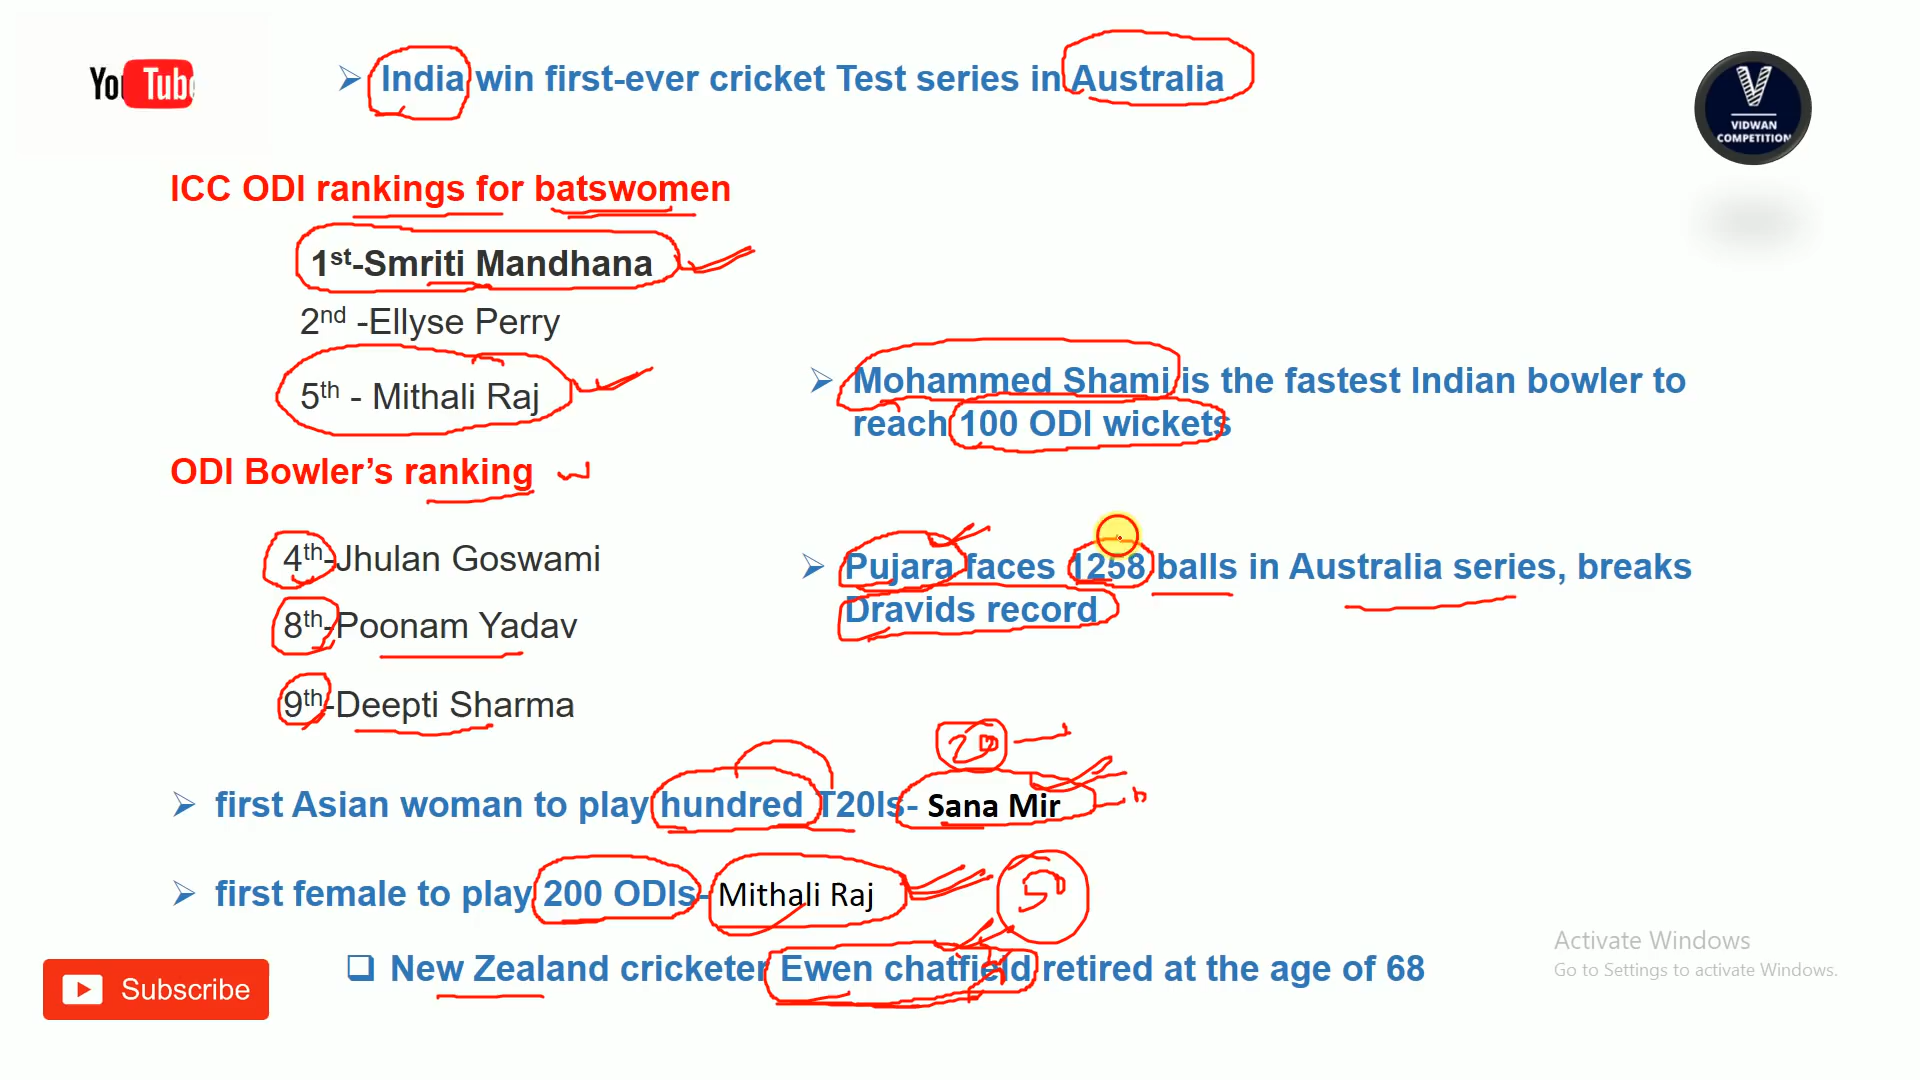 YouTube
India win first-ever cricket Test series in Australia
VIDWAN
COMPETITION
ICC ODI rankings for batswomen
1st-Smriti Mandhana
2nd -Ellyse Perry
5th - Mithali Raj
Mohammed Shami is the fastest Indian bowler to
reach 100 ODI wickets
ODI Bowler’s ranking
4th-Jhulan Goswami
8th-Poonam Yadav
9th-Deepti Sharma
Pujara faces 1258 balls in Australia series, breaks
Dravids record
first Asian woman to play hundred T20Is- Sana Mir
first female to play 200 ODIs- Mithali Raj
New Zealand cricketer Ewen chatfield retired at the age of 68
Subscribe
Activate Windows
Go to Settings to activate Windows.